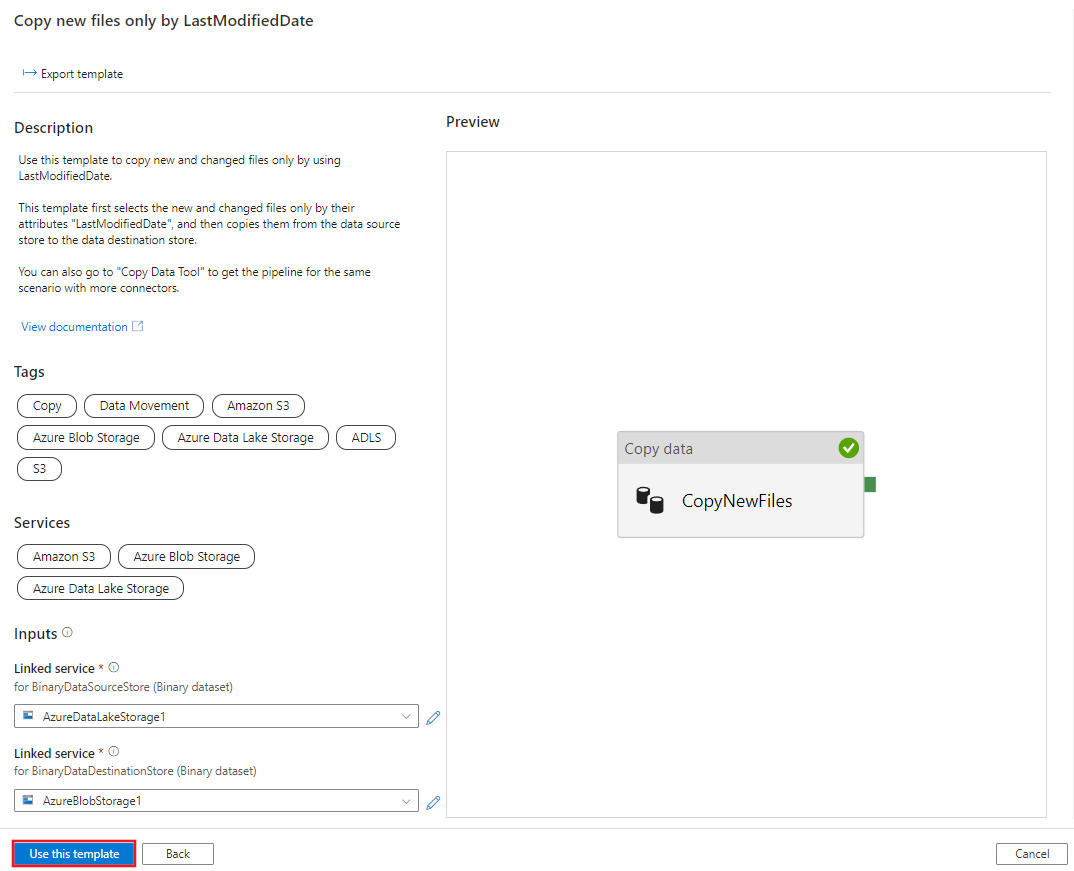 Copy new files only by LastModifiedDate
Export template
Description
Use this template to copy new and changed files only by using
LastModifiedDate.
This template first selects the new and changed files only by their
attributes "LastModifiedDate", and then copies them from the data source
store to the data destination store.
You can also go to "Copy Data Tool" to get the pipeline for the same
scenario with more connectors.
View documentation
Tags
Copy Data Movement Amazon S3
Azure Blob Storage Azure Data Lake Storage ADLS
S3
Services
Amazon S3 Azure Blob Storage
Azure Data Lake Storage
Inputs
Linked service *
for BinaryDataSourceStore (Binary dataset)
AzureDataLakeStorage1
Linked service *
for BinaryDataDestinationStore (Binary dataset)
AzureBlobStorage1
Preview
Copy data
CopyNewFiles
Use this template Back Cancel